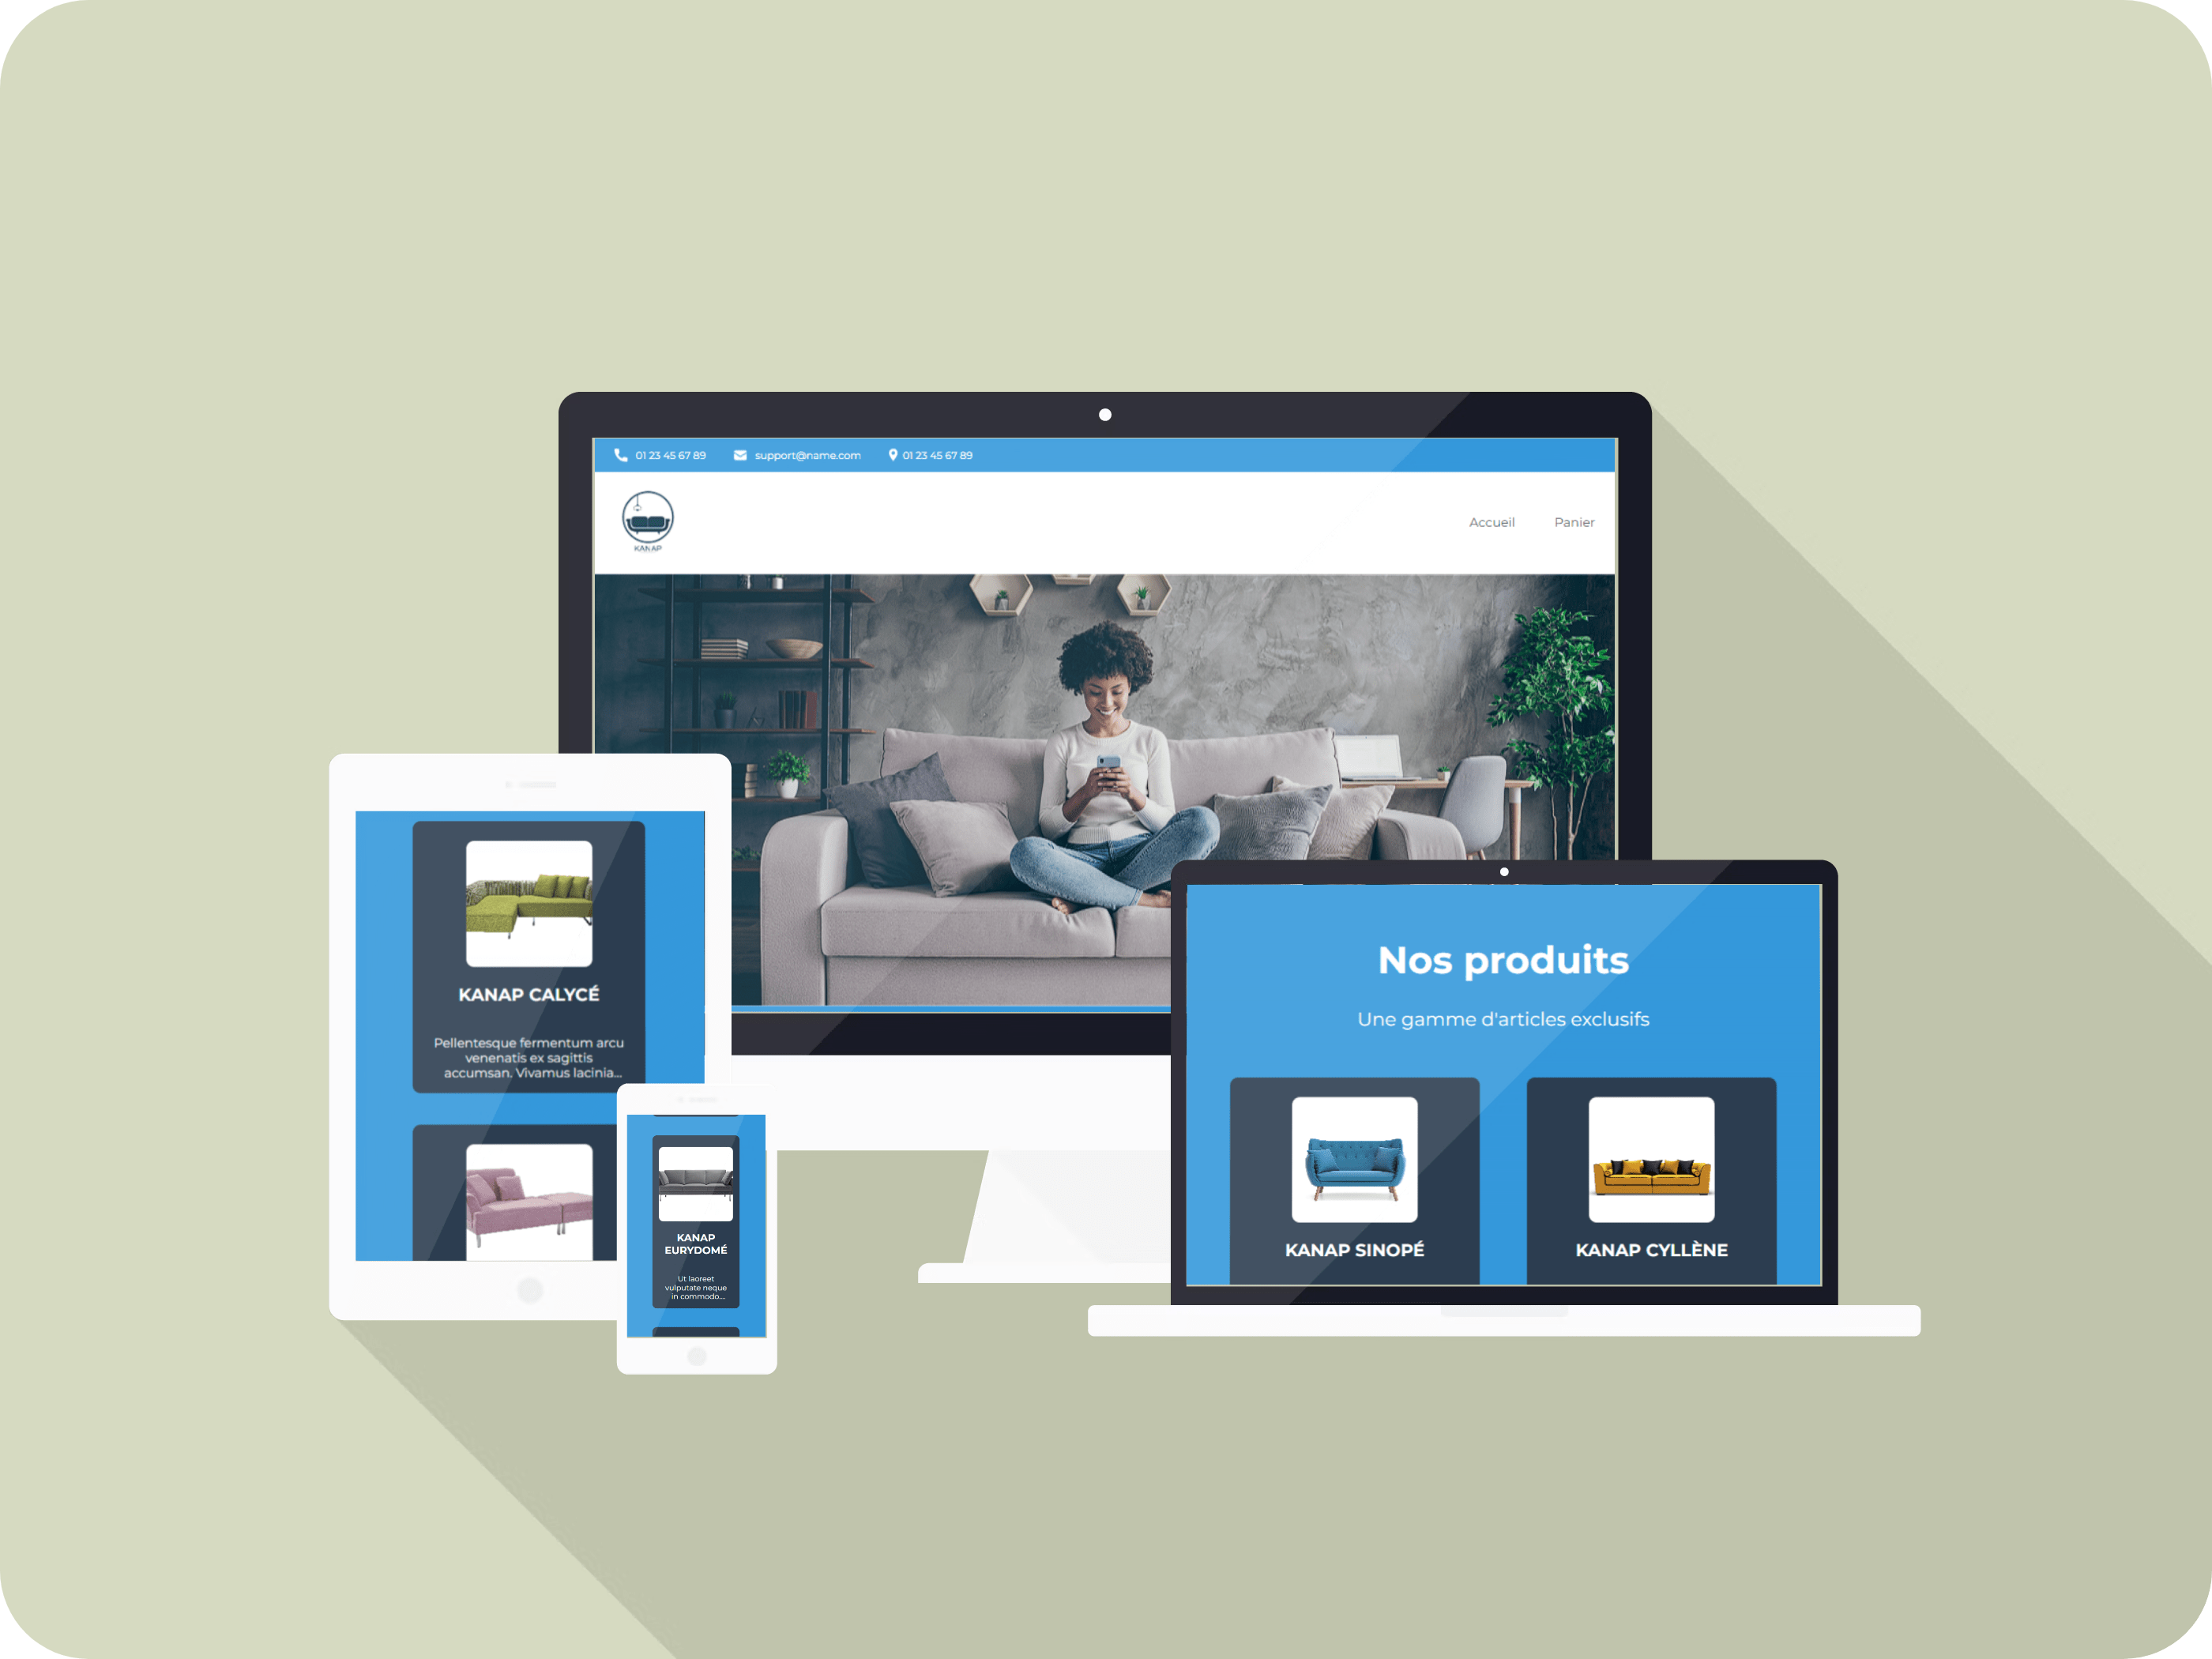 01 23 45 67 89 support@name.com 01 23 45 67 89
KANAP
Accueil Panier
KANAP CALYCÉ
Pellentesque fermentum arcu
venenatis ex sagittis
accumsan. Vivamus lacinia...
KANAP
EURYDOMÉ
Ut laoreet
vulputate neque
in commodo...
Nos produits
Une gamme d'articles exclusifs
KANAP SINOPÉ
KANAP CYLLÈNE